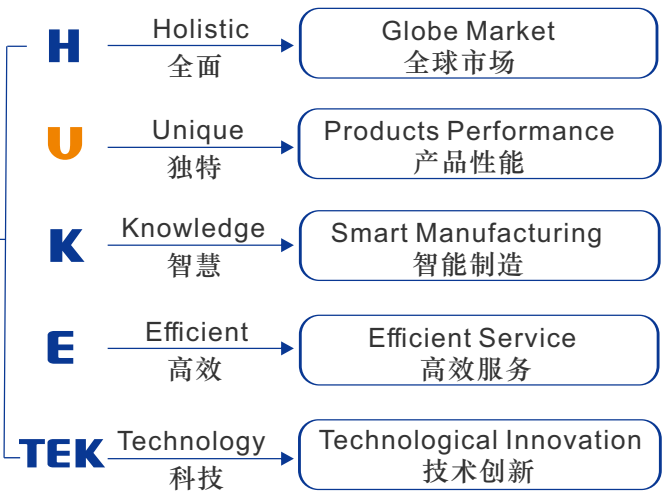 H
Holistic
全面
Globe Market
全球市场
U
Unique
独特
Products Performance
产品性能
K
Knowledge
智慧
Smart Manufacturing
智能制造
E
Efficient
高效
Efficient Service
高效服务
TEK
Technology
科技
Technological Innovation
技术创新